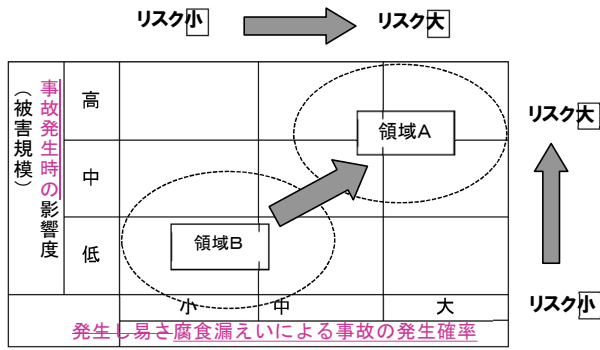 リスク小
リスク大
事故発生時の影響度
（被害規模）
高
中
低
領域A
領域B
リスク大
リスク小
小
中
大
発生し易さ腐食漏えいによる事故の発生確率